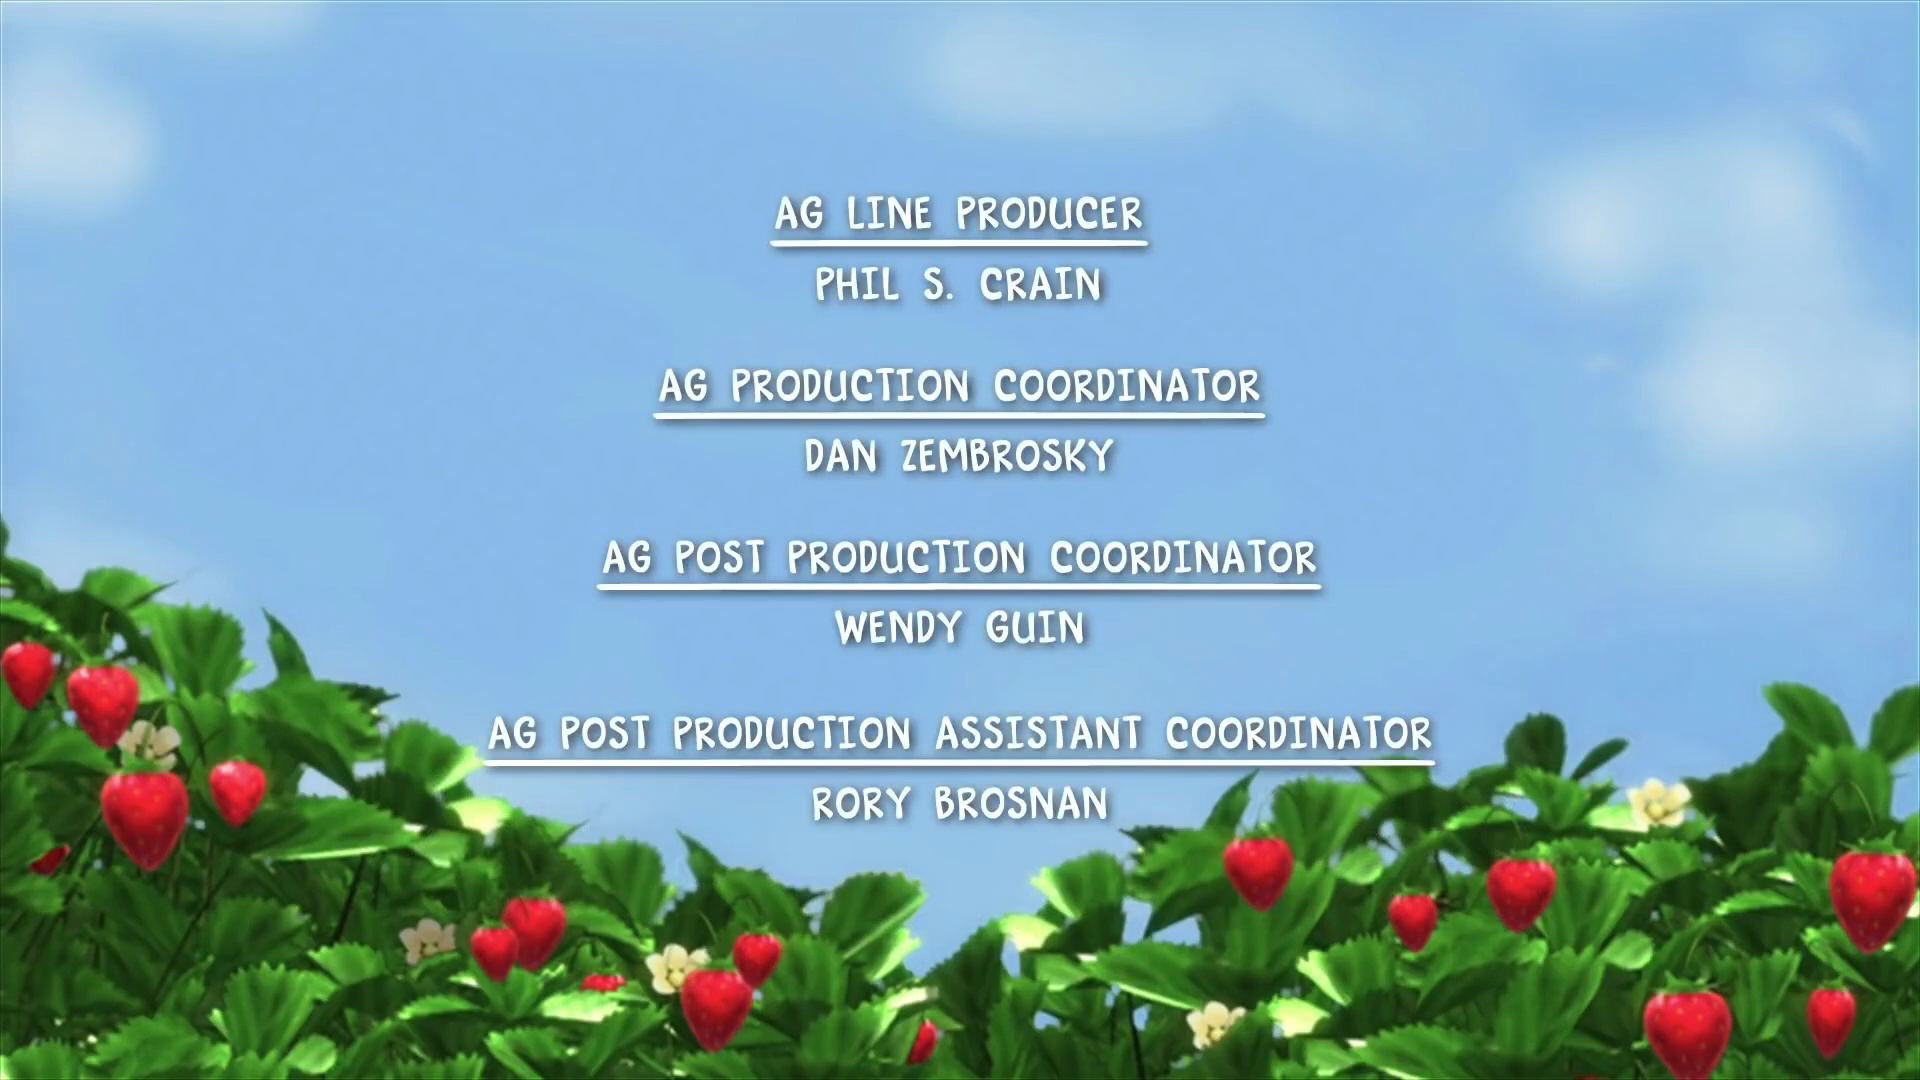 AG LINE PRODUCER
PHIL S. CRAIN
AG PRODUCTION COORDINATOR
DAN ZEMBROSKY
AG POST PRODUCTION COORDINATOR
WENDY GUIN
AG POST PRODUCTION ASSISTANT COORDINATOR
RORY BROSNAN